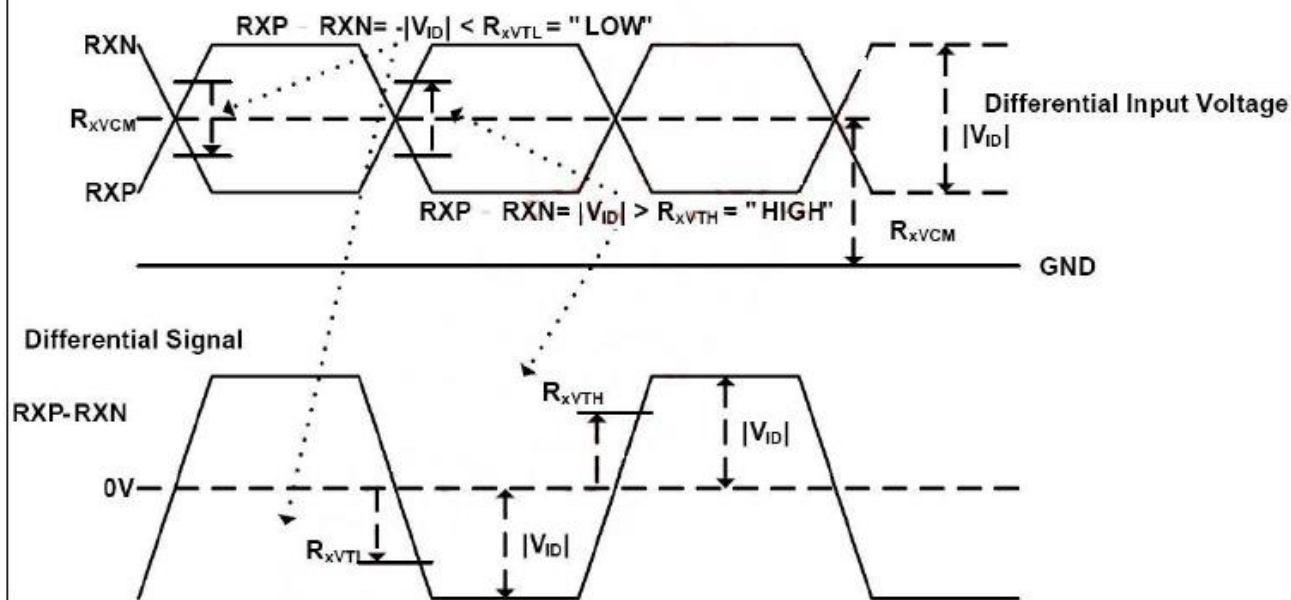 RXP - RXN= -|VID| < RxVTL = "LOW"
RXN
RxVCM
Differential Input Voltage
|VID|
RXP
RXP - RXN= |VID| > RxVTH = "HIGH"
RxVCM
GND
Differential Signal
RxVTH
RXP-RXN
|VID|
0V
RxVTL
|VID|